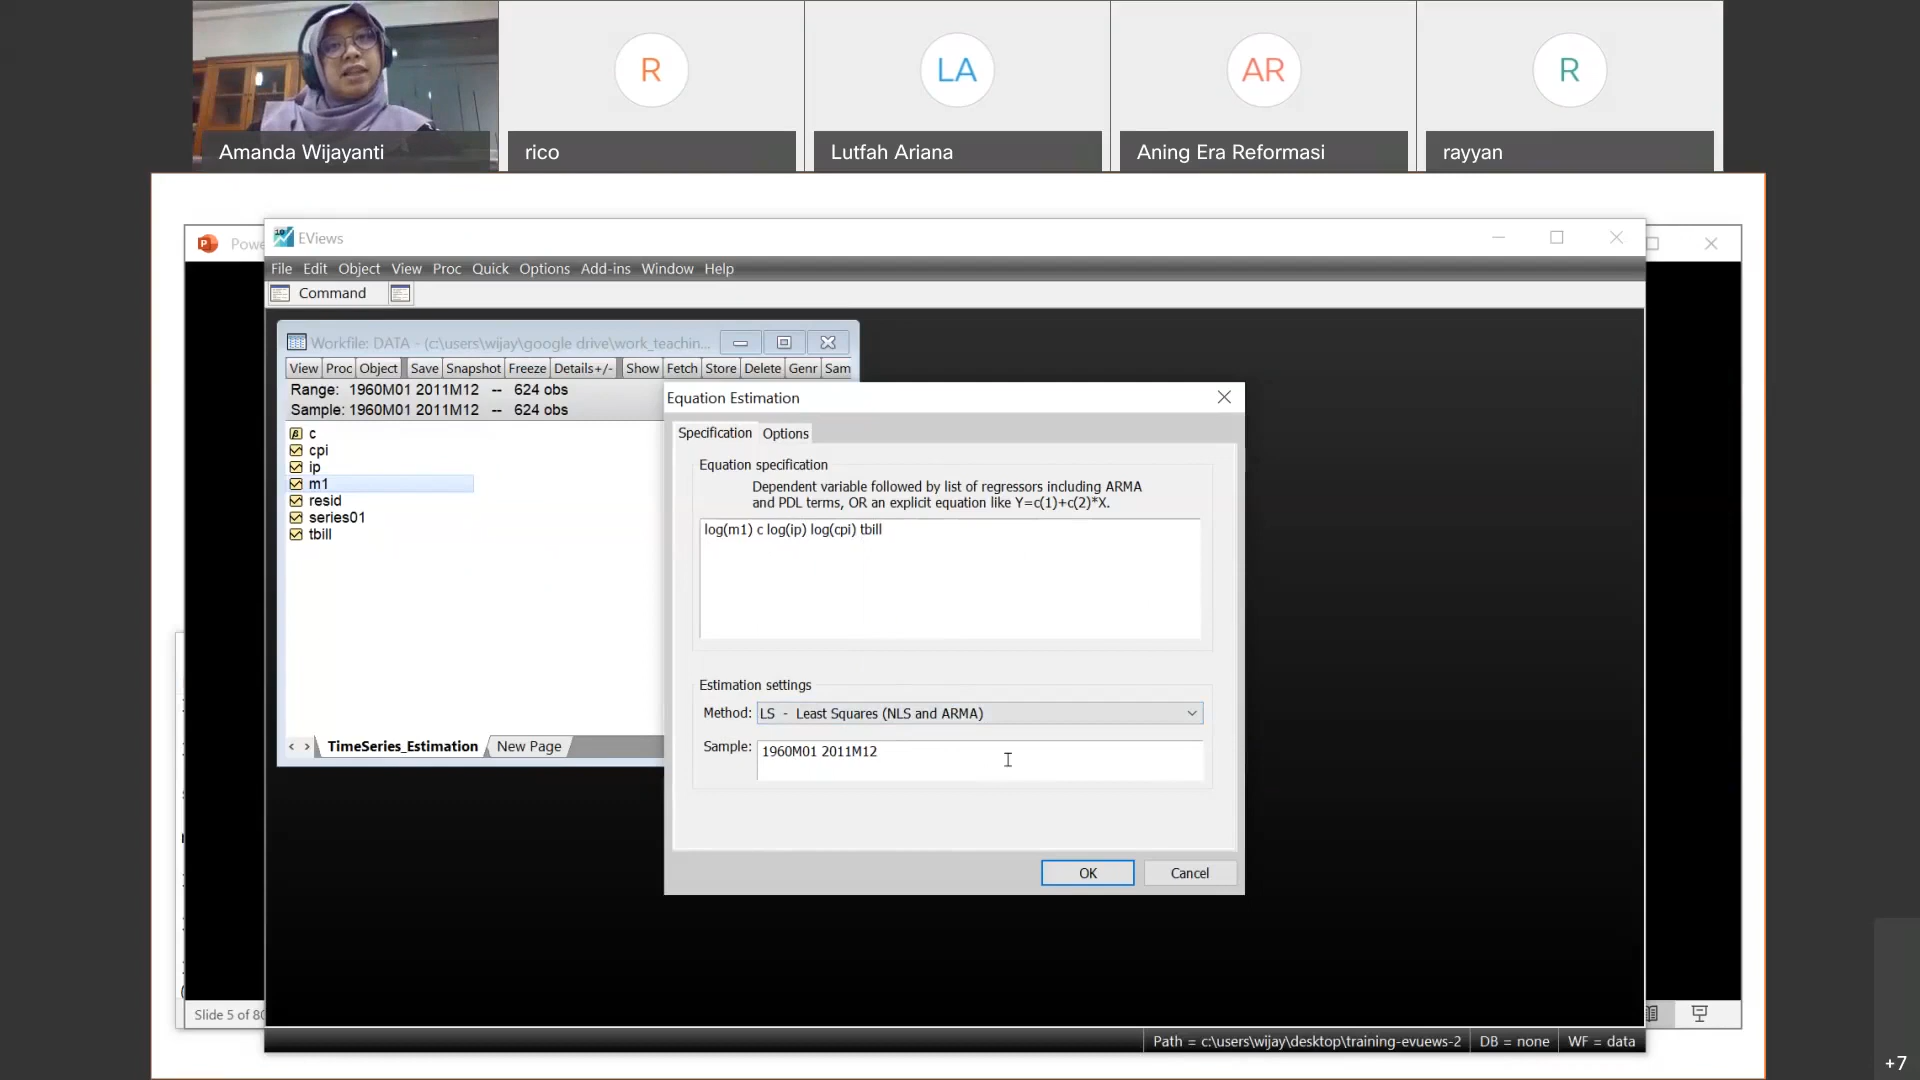 R
LA
AR
R
Amanda Wijayanti
rico
Lutfah Ariana
Aning Era Reformasi
rayyan
EViews
File Edit Object View Proc Quick Options Add-ins Window Help
Command
Workfile: DATA - (c:\users\wijay\google drive\work_teachin...
View Proc Object Save Snapshot Freeze Details+/- Show Fetch Store Delete Genr Sam
Range: 1960M01 2011M12 -- 624 obs
Sample: 1960M01 2011M12 -- 624 obs
c
cpi
ip
m1
resid
series01
tbill
TimeSeries_Estimation New Page
Equation Estimation
Specification Options
Equation specification
Dependent variable followed by list of regressors including ARMA
and PDL terms, OR an explicit equation like Y=c(1)+c(2)*X.
log(m1) c log(ip) log(cpi) tbill
Estimation settings
Method: LS - Least Squares (NLS and ARMA)
Sample: 1960M01 2011M12
OK Cancel
Slide 5 of 80
Path = c:\users\wijay\desktop\training-evuews-2 DB = none WF = data
+7